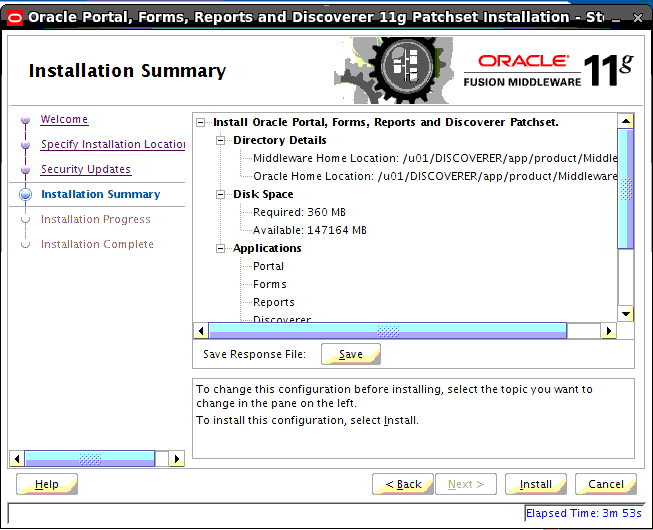 Oracle Portal, Forms, Reports and Discoverer 11g Patchset Installation - St
Installation Summary
ORACLE
FUSION MIDDLEWARE 11g
Welcome
Specify Installation Location
Security Updates
Installation Summary
Installation Progress
Installation Complete
Install Oracle Portal, Forms, Reports and Discoverer Patchset.
Directory Details
Middleware Home Location: /u01/DISCOVERER/app/product/Middle
Oracle Home Location: /u01/DISCOVERER/app/product/Middleware
Disk Space
Required: 360 MB
Available: 147164 MB
Applications
Portal
Forms
Reports
Discoverer
Save Response File: Save
To change this configuration before installing, select the topic you want to
change in the pane on the left.
To install this configuration, select Install.
Help < Back Next > Install Cancel
Elapsed Time: 3m 53s